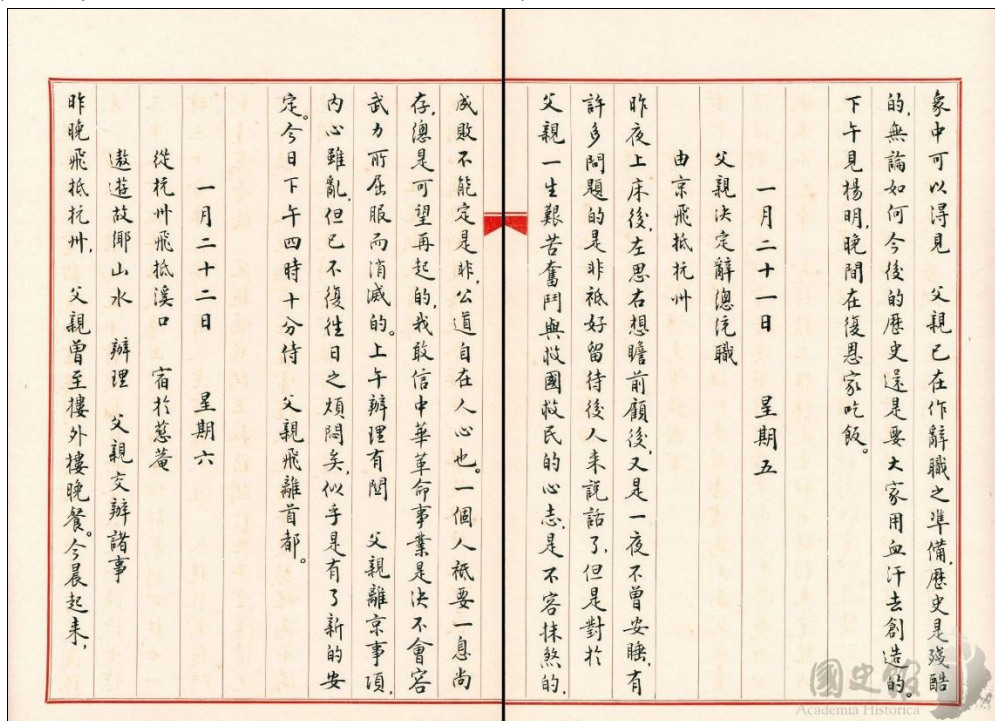 象中可以得見　父親已在作辭職之準備，歷史是殘酷
的，無論如何今後的歷史還是要大家用血汗去創造的。
下午見楊明，晚間在復恩家吃飯。
一月二十一日　星期五
父親決定辭總統職
由京飛抵杭州
昨夜上床後，左思右想瞻前顧後，又是一夜不曾安睡，有
許多問題的是非祇好留待後人來說話了，但是對於
父親一生艱苦奮鬥與救國救民的心志，是不容抹煞的，
成敗不能定是非，公道自在人心也。一個人祇要一息尚
存，總是可望再起的，我敢信中華革命事業是決不會容
武力所屈服而消滅的。上午辦理有關　父親離京事項，
內心雖亂，但已不復往日之煩悶矣，似乎是有了新的安
定。今日下午四時十分侍　父親飛離首都。
一月二十二日　星期六
從杭州飛抵溪口　宿於慈菴
遨遊故鄉山水　辦理　父親交辦諸事
昨晚飛抵杭州，　父親曾至樓外樓晚餐。今晨起來，
國史館
Academia Historica